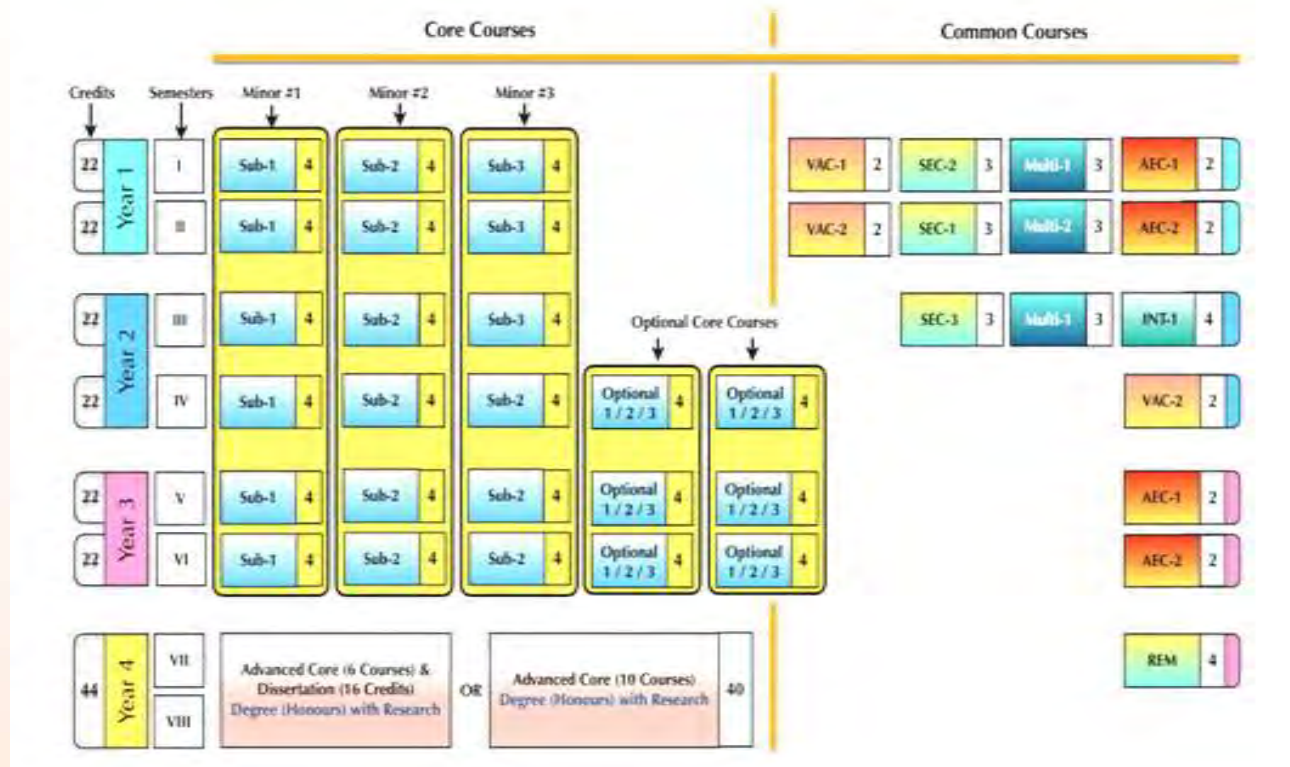 Core Courses
Common Courses
Credits Semesters Minor #1 Minor #2 Minor #3
22 Year 1 I Sub-1 4 Sub-2 4 Sub-3 4 VAC-1 2 SEC-2 3 Multi-1 3 AEC-1 2
22 II Sub-1 4 Sub-2 4 Sub-3 4 VAC-2 2 SEC-1 3 Multi-2 3 AEC-2 2
22 Year 2 III Sub-1 4 Sub-2 4 Sub-3 4 SEC-3 3 Multi-1 3 INT-1 4
Optional Core Courses
22 IV Sub-1 4 Sub-2 4 Sub-2 4 Optional 1/2/3 4 Optional 1/2/3 4 VAC-2 2
22 Year 3 V Sub-1 4 Sub-2 4 Sub-2 4 Optional 1/2/3 4 Optional 1/2/3 4 AEC-1 2
22 VI Sub-1 4 Sub-2 4 Sub-2 4 Optional 1/2/3 4 Optional 1/2/3 4 AEC-2 2
44 Year 4 VII VIII
Advanced Core (6 Courses) &
Dissertation (16 Credits)
Degree (Honours) with Research
OR
Advanced Core (10 Courses)
Degree (Honours) with Research
40
REM 4